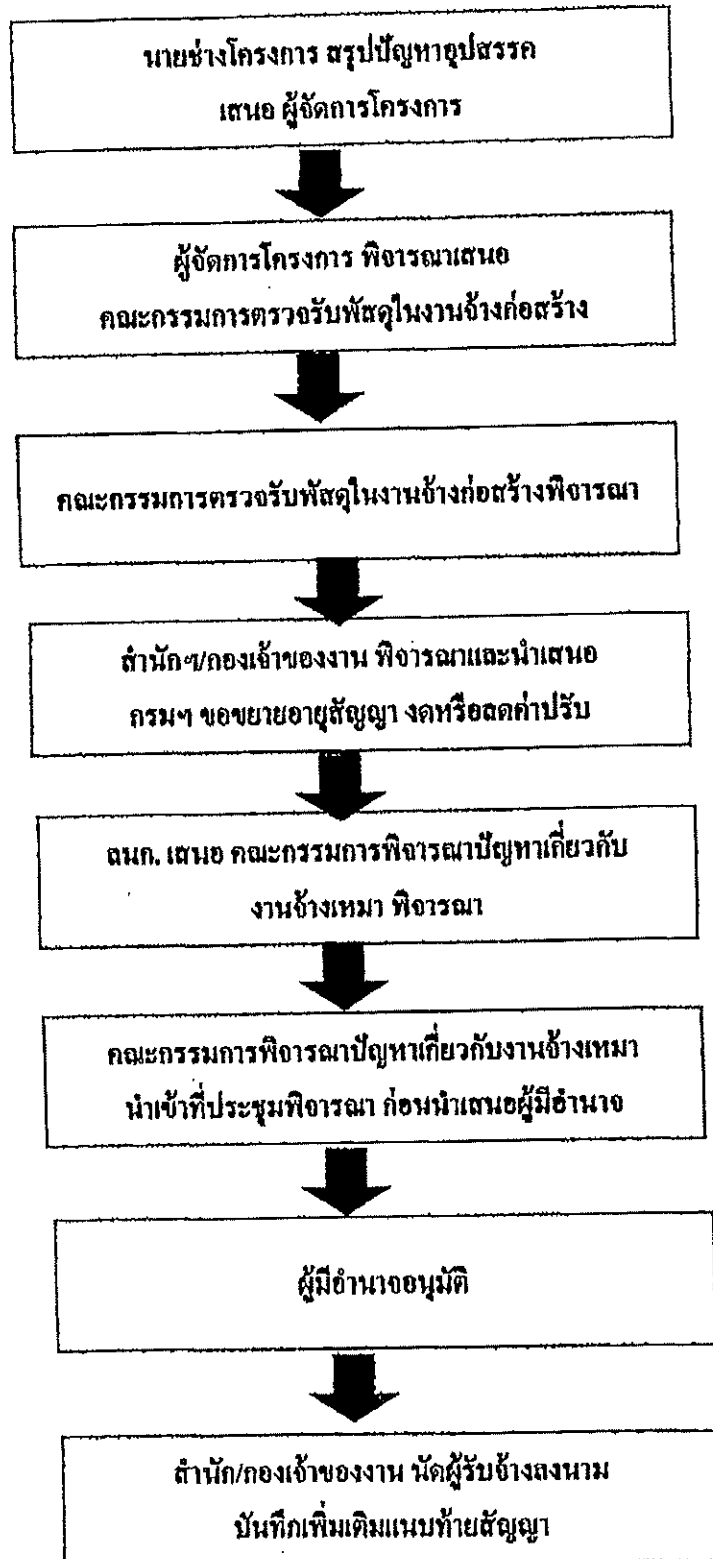 นายช่างโครงการ สรุปปัญหาอุปสรรค
เสนอ ผู้จัดการโครงการ
ผู้จัดการโครงการ พิจารณาเสนอ
คณะกรรมการตรวจรับพัสดุในงานจ้างก่อสร้าง
คณะกรรมการตรวจรับพัสดุในงานจ้างก่อสร้างพิจารณา
สำนักฯ/กองเจ้าของงาน พิจารณาและนำเสนอ
กรมฯ ขอขยายอายุสัญญา งดหรือลดค่าปรับ
สนก. เสนอ คณะกรรมการพิจารณาปัญหาเกี่ยวกับ
งานจ้างเหมา พิจารณา
คณะกรรมการพิจารณาปัญหาเกี่ยวกับงานจ้างเหมา
นำเข้าที่ประชุมพิจารณา ก่อนนำเสนอผู้มีอำนาจ
ผู้มีอำนาจอนุมัติ
สำนัก/กองเจ้าของงาน นัดผู้รับจ้างลงนาม
บันทึกเพิ่มเติมแนบท้ายสัญญา